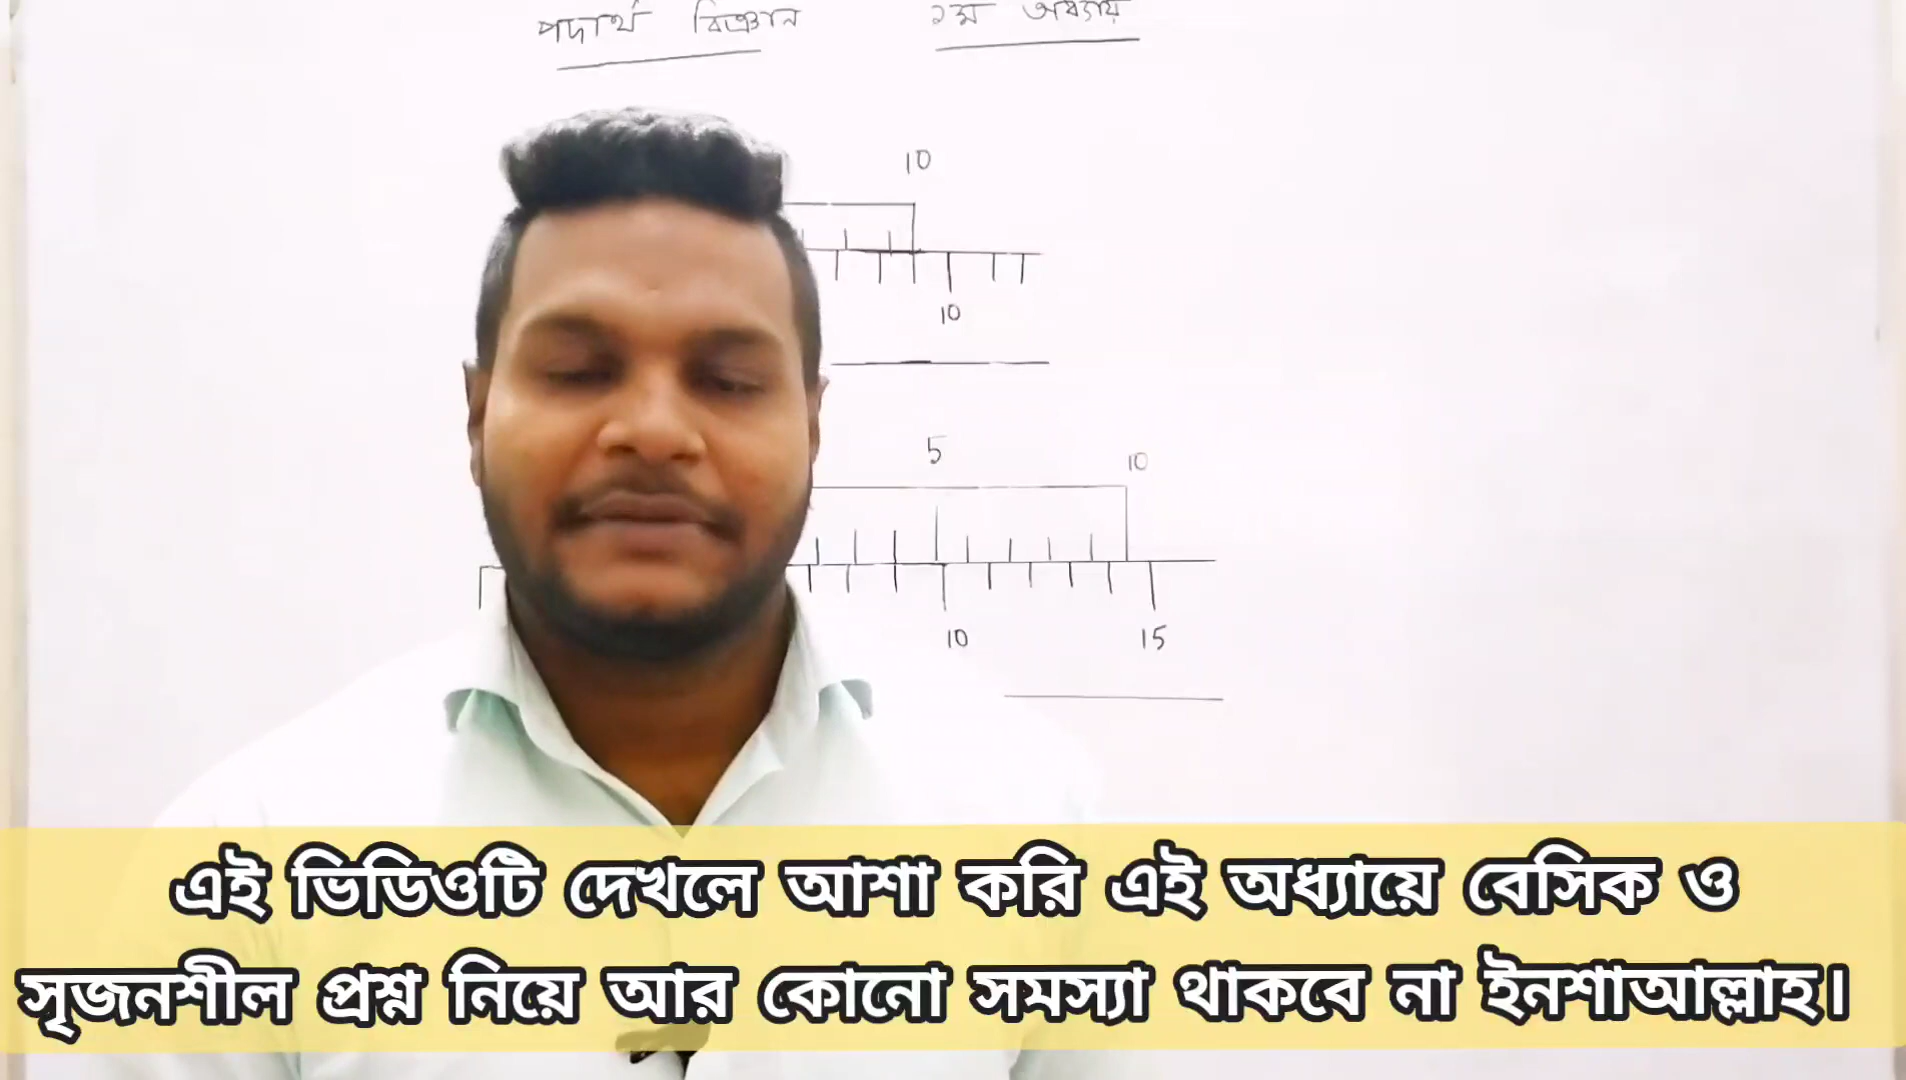 পদার্থ বিজ্ঞান ১ম অধ্যায়
10
10
5 10
10 15
এই ভিডিওটি দেখলে আশা করি এই অধ্যায়ে বেসিক ও
সৃজনশীল প্রশ্ন নিয়ে আর কোনো সমস্যা থাকবে না ইনশাআল্লাহ।